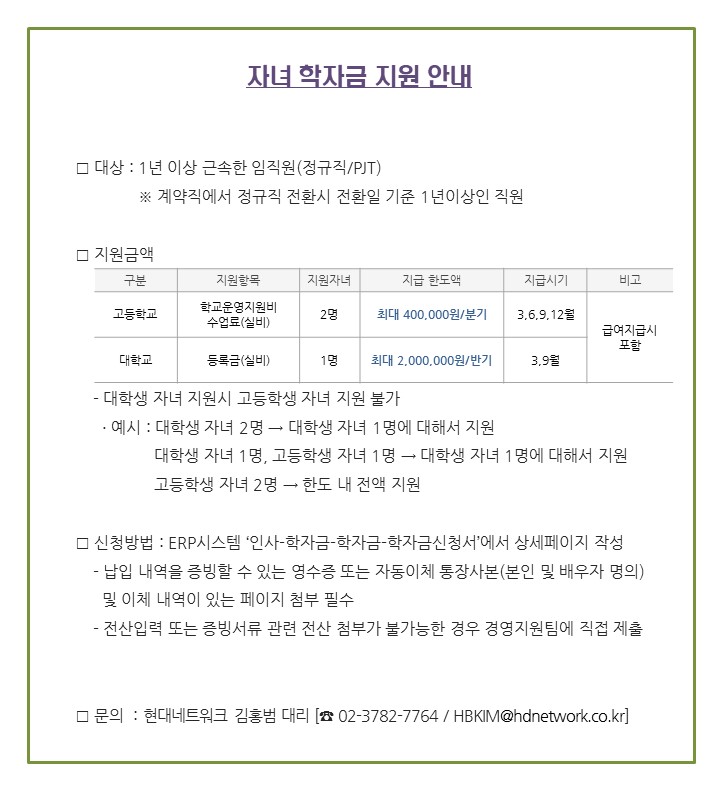 자녀 학자금 지원 안내
□ 대상 : 1년 이상 근속한 임직원(정규직/PJT)
※ 계약직에서 정규직 전환시 전환일 기준 1년이상인 직원
□ 지원금액
구분 지원항목 지원자녀 지급 한도액 지급시기 비고
고등학교 학교운영지원비 수업료(실비) 2명 최대 400,000원/분기 3,6,9,12월 급여지급시 포함
대학교 등록금(실비) 1명 최대 2,000,000원/반기 3,9월
- 대학생 자녀 지원시 고등학생 자녀 지원 불가
· 예시 : 대학생 자녀 2명 → 대학생 자녀 1명에 대해서 지원
대학생 자녀 1명, 고등학생 자녀 1명 → 대학생 자녀 1명에 대해서 지원
고등학생 자녀 2명 → 한도 내 전액 지원
□ 신청방법 : ERP시스템 ‘인사-학자금-학자금-학자금신청서’에서 상세페이지 작성
- 납입 내역을 증빙할 수 있는 영수증 또는 자동이체 통장사본(본인 및 배우자 명의)
및 이체 내역이 있는 페이지 첨부 필수
- 전산입력 또는 증빙서류 관련 전산 첨부가 불가능한 경우 경영지원팀에 직접 제출
□ 문의 : 현대네트워크 김홍범 대리 [☎ 02-3782-7764 / HBKIM@hdnetwork.co.kr]